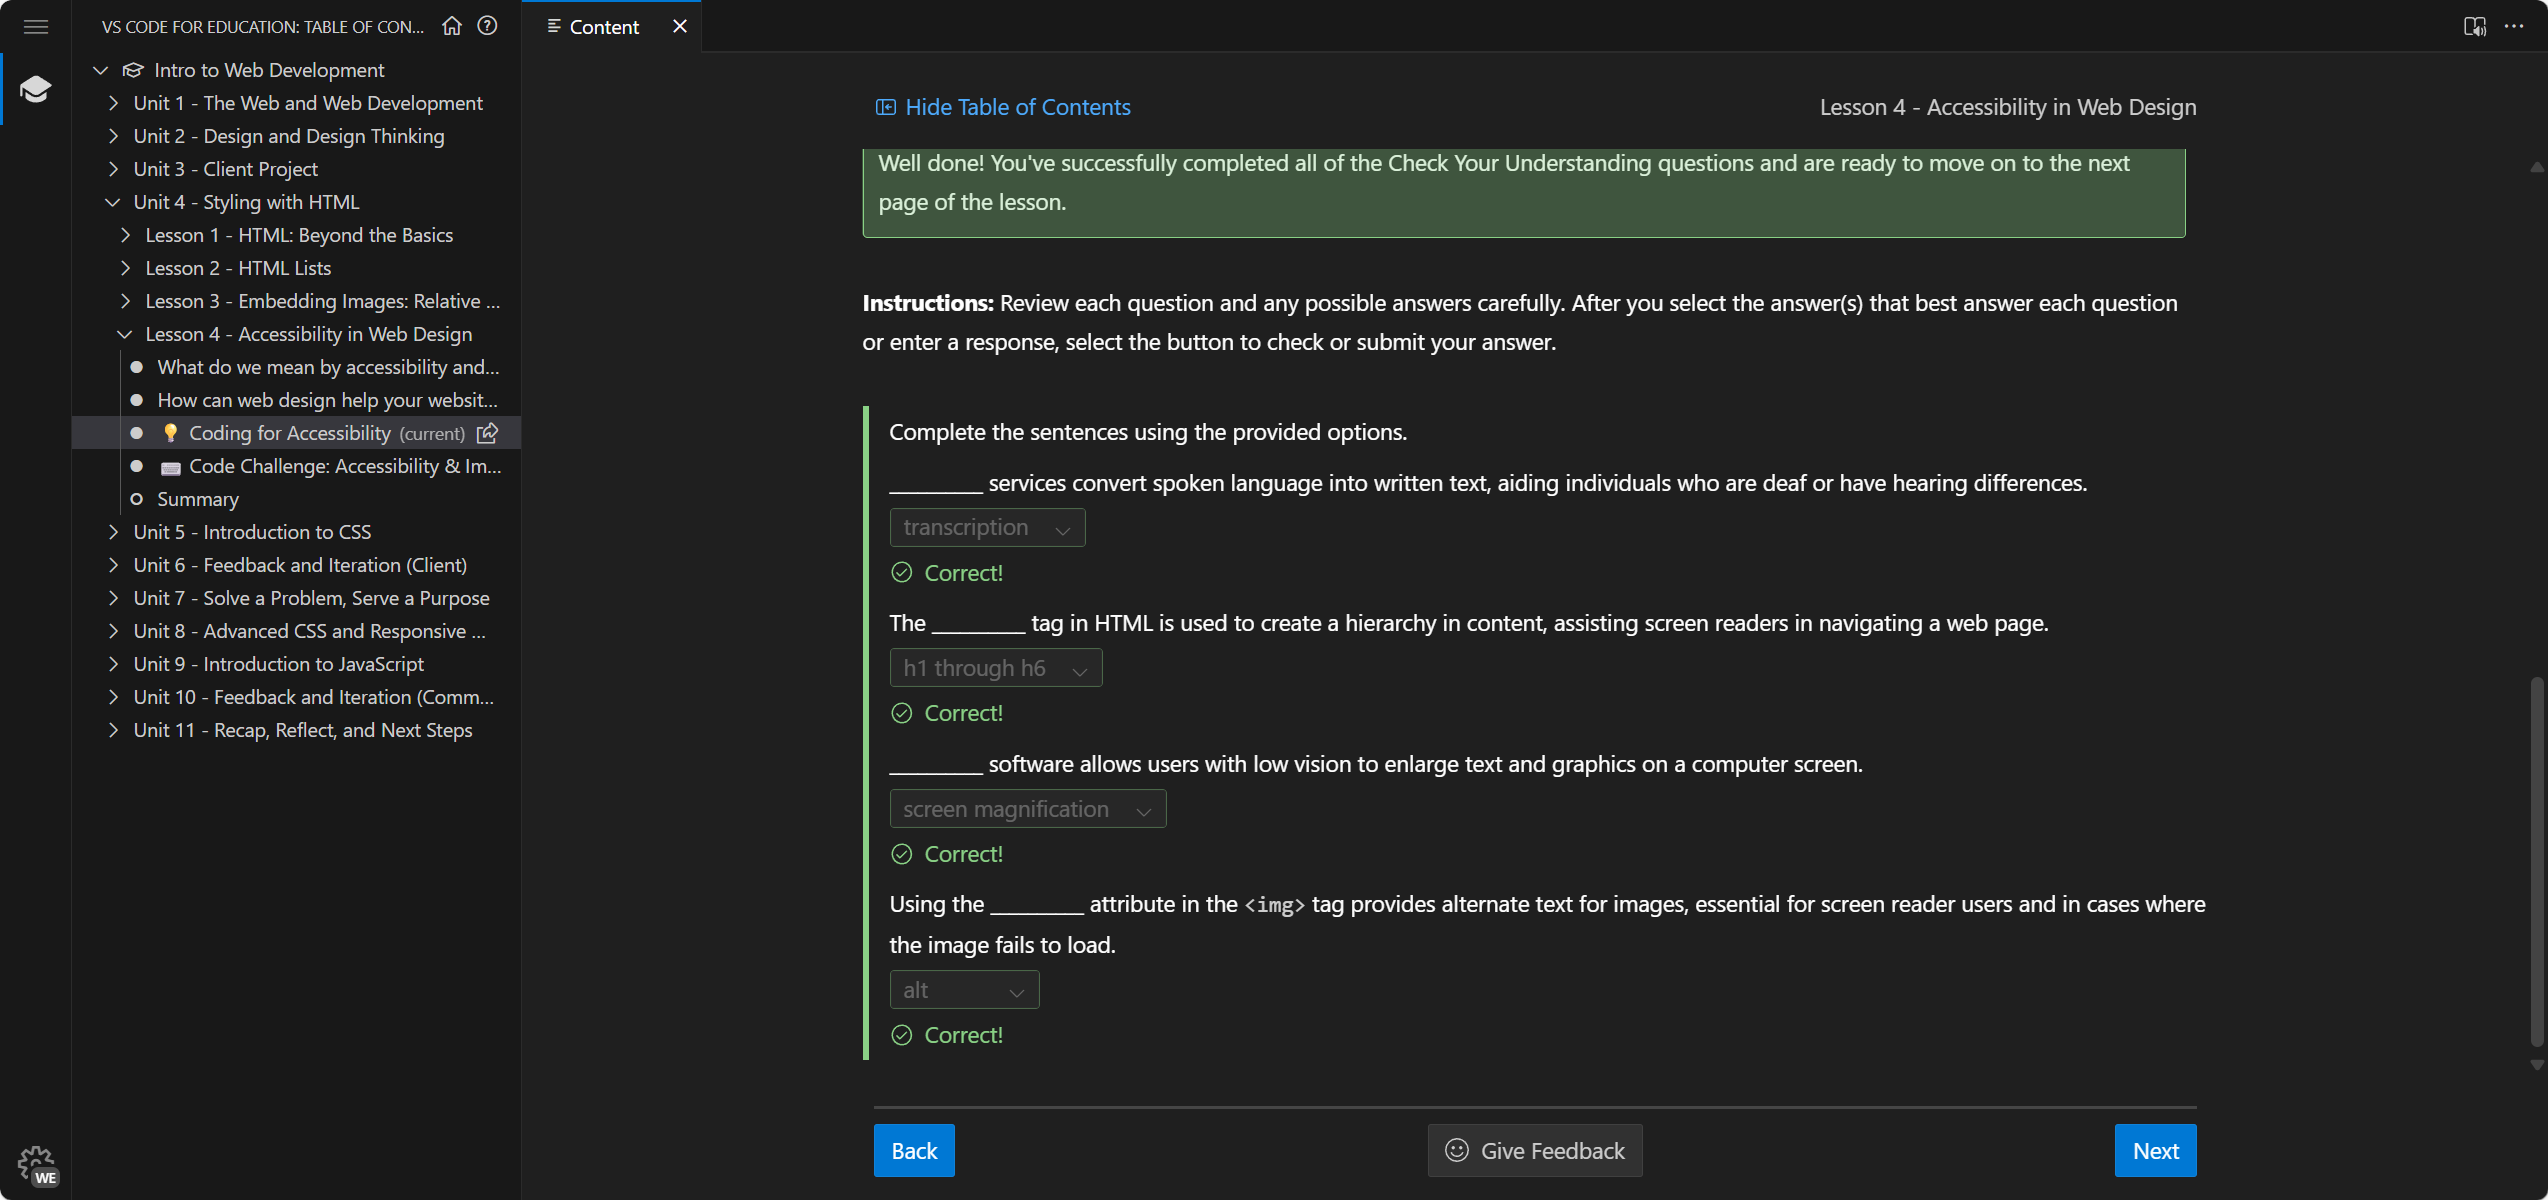 VS CODE FOR EDUCATION: TABLE OF CON...
Intro to Web Development
Unit 1 - The Web and Web Development
Unit 2 - Design and Design Thinking
Unit 3 - Client Project
Unit 4 - Styling with HTML
Lesson 1 - HTML: Beyond the Basics
Lesson 2 - HTML Lists
Lesson 3 - Embedding Images: Relative ...
Lesson 4 - Accessibility in Web Design
What do we mean by accessibility and...
How can web design help your websit...
Coding for Accessibility (current)
Code Challenge: Accessibility & Im...
Summary
Unit 5 - Introduction to CSS
Unit 6 - Feedback and Iteration (Client)
Unit 7 - Solve a Problem, Serve a Purpose
Unit 8 - Advanced CSS and Responsive ...
Unit 9 - Introduction to JavaScript
Unit 10 - Feedback and Iteration (Comm...
Unit 11 - Recap, Reflect, and Next Steps
WE
Content
Hide Table of Contents
Lesson 4 - Accessibility in Web Design
Well done! You've successfully completed all of the Check Your Understanding questions and are ready to move on to the next
page of the lesson.
Instructions: Review each question and any possible answers carefully. After you select the answer(s) that best answer each question
or enter a response, select the button to check or submit your answer.
Complete the sentences using the provided options.
________ services convert spoken language into written text, aiding individuals who are deaf or have hearing differences.
transcription
Correct!
The ________ tag in HTML is used to create a hierarchy in content, assisting screen readers in navigating a web page.
h1 through h6
Correct!
________ software allows users with low vision to enlarge text and graphics on a computer screen.
screen magnification
Correct!
Using the ________ attribute in the <img> tag provides alternate text for images, essential for screen reader users and in cases where
the image fails to load.
alt
Correct!
Back
Give Feedback
Next